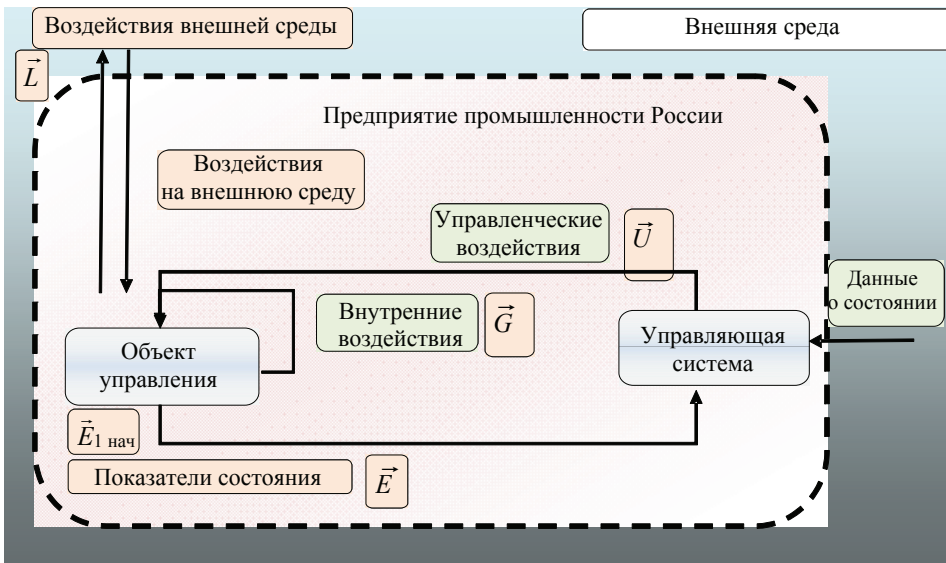 Воздействия внешней среды
Внешняя среда
L
Предприятие промышленности России
Воздействия
на внешнюю среду
Управленческие
воздействия
U
Данные
о состоянии
Внутренние
воздействия
G
Управляющая
система
Объект
управления
E1 нач
Показатели состояния
E